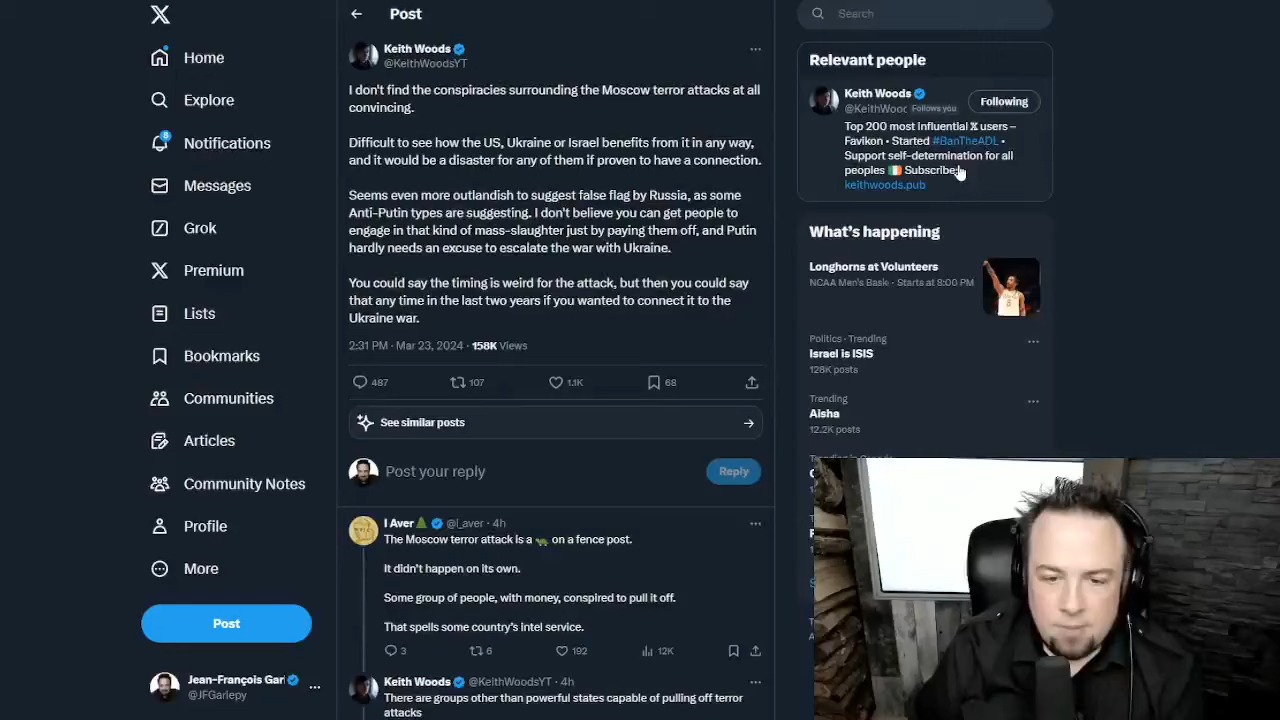 Home
Explore
8
Notifications
Messages
Grok
Premium
Lists
Bookmarks
Communities
Articles
Community Notes
Profile
More
Post
Jean-François Gari
@JFGariepy
Post
Keith Woods
@KeithWoodsYT
I don't find the conspiracies surrounding the Moscow terror attacks at all
convincing.
Difficult to see how the US, Ukraine or Israel benefits from it in any way,
and it would be a disaster for any of them if proven to have a connection.
Seems even more outlandish to suggest false flag by Russia, as some
Anti-Putin types are suggesting. I don't believe you can get people to
engage in that kind of mass-slaughter just by paying them off, and Putin
hardly needs an excuse to escalate the war with Ukraine.
You could say the timing is weird for the attack, but then you could say
that any time in the last two years if you wanted to connect it to the
Ukraine war.
2:31 PM · Mar 23, 2024 · 158K Views
487 107 1.1K 68
See similar posts
Post your reply
Reply
I Aver @i_aver · 4h
The Moscow terror attack is a 🐢 on a fence post.
It didn't happen on its own.
Some group of people, with money, conspired to pull it off.
That spells some country's intel service.
3 6 192 12K
Keith Woods @KeithWoodsYT · 4h
There are groups other than powerful states capable of pulling off terror
attacks
Search
Relevant people
Keith Woods
@KeithWooc Follows you
Following
Top 200 most influential 𝕏 users –
Favikon • Started #BanTheADL •
Support self-determination for all
peoples 🇮🇪 Subscribe
keithwoods.pub
What's happening
Longhorns at Volunteers
NCAA Men's Bask · Starts at 8:00 PM
Politics · Trending
Israel is ISIS
128K posts
Trending
Aisha
12.2K posts